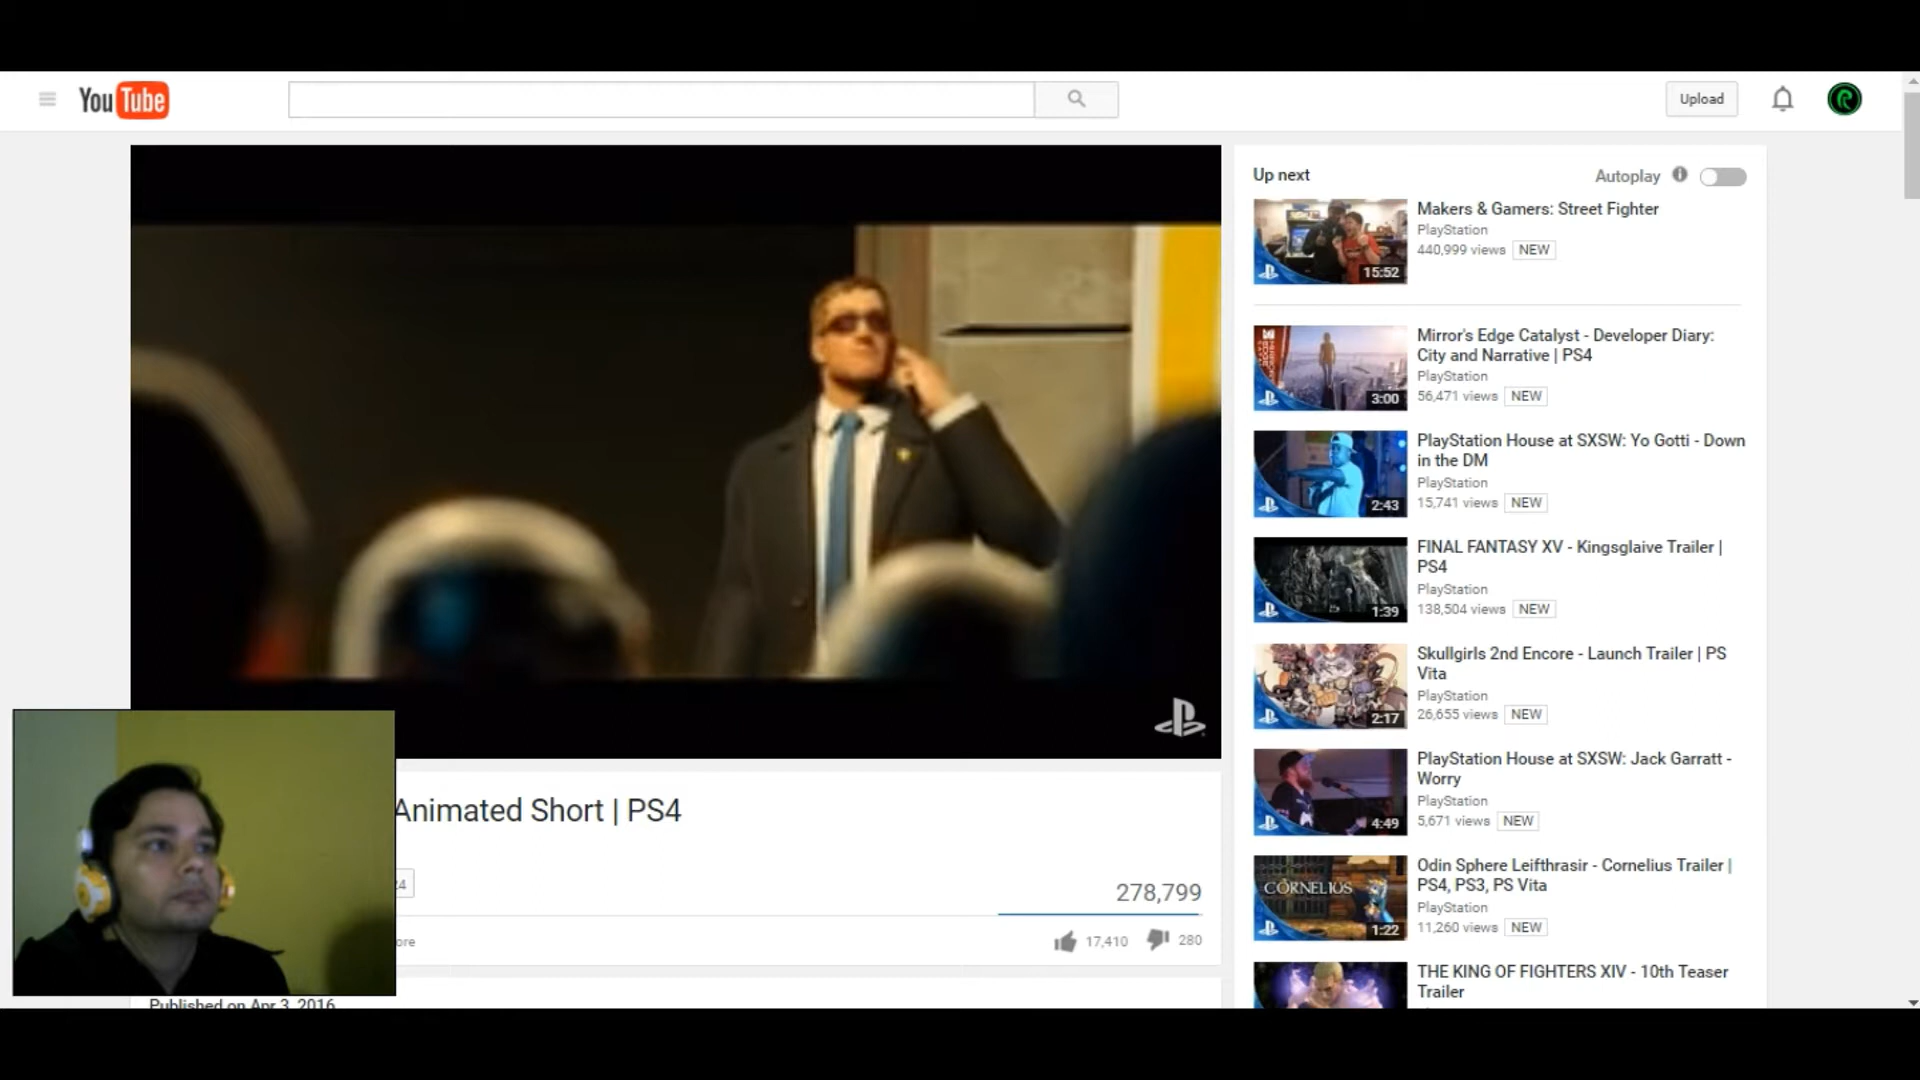 YouTube
Upload
Up next
Autoplay
15:52
Makers & Gamers: Street Fighter
PlayStation
440,999 views NEW
3:00
Mirror's Edge Catalyst - Developer Diary:
City and Narrative | PS4
PlayStation
56,471 views NEW
2:43
PlayStation House at SXSW: Yo Gotti - Down
in the DM
PlayStation
15,741 views NEW
1:39
FINAL FANTASY XV - Kingsglaive Trailer |
PS4
PlayStation
138,504 views NEW
2:17
Skullgirls 2nd Encore - Launch Trailer | PS
Vita
PlayStation
26,655 views NEW
4:49
PlayStation House at SXSW: Jack Garratt -
Worry
PlayStation
5,671 views NEW
CORNELIUS
1:22
Odin Sphere Leifthrasir - Cornelius Trailer |
PS4, PS3, PS Vita
PlayStation
11,260 views NEW
THE KING OF FIGHTERS XIV - 10th Teaser
Trailer
Animated Short | PS4
278,799
ore
17,410
280
Published on Apr 3, 2016